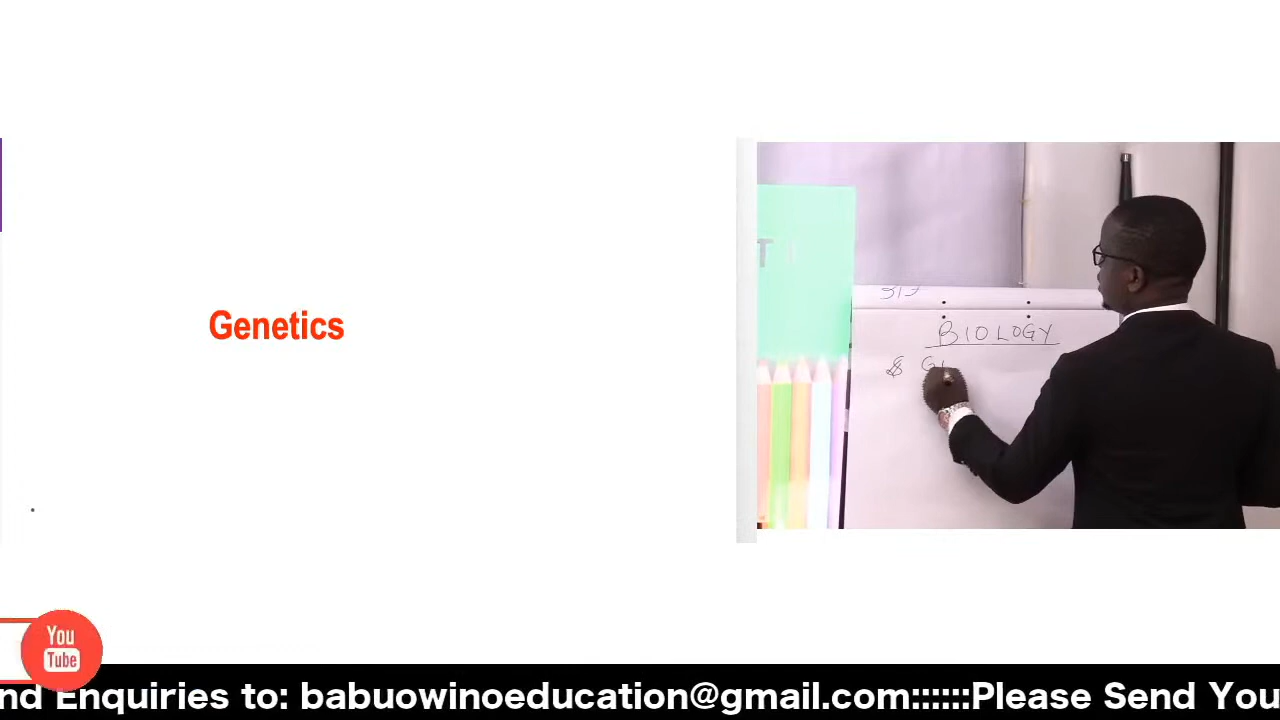 Genetics
BIOLOGY
You
Tube
nd Enquiries to: babuowinoeducation@gmail.com::::::Please Send You